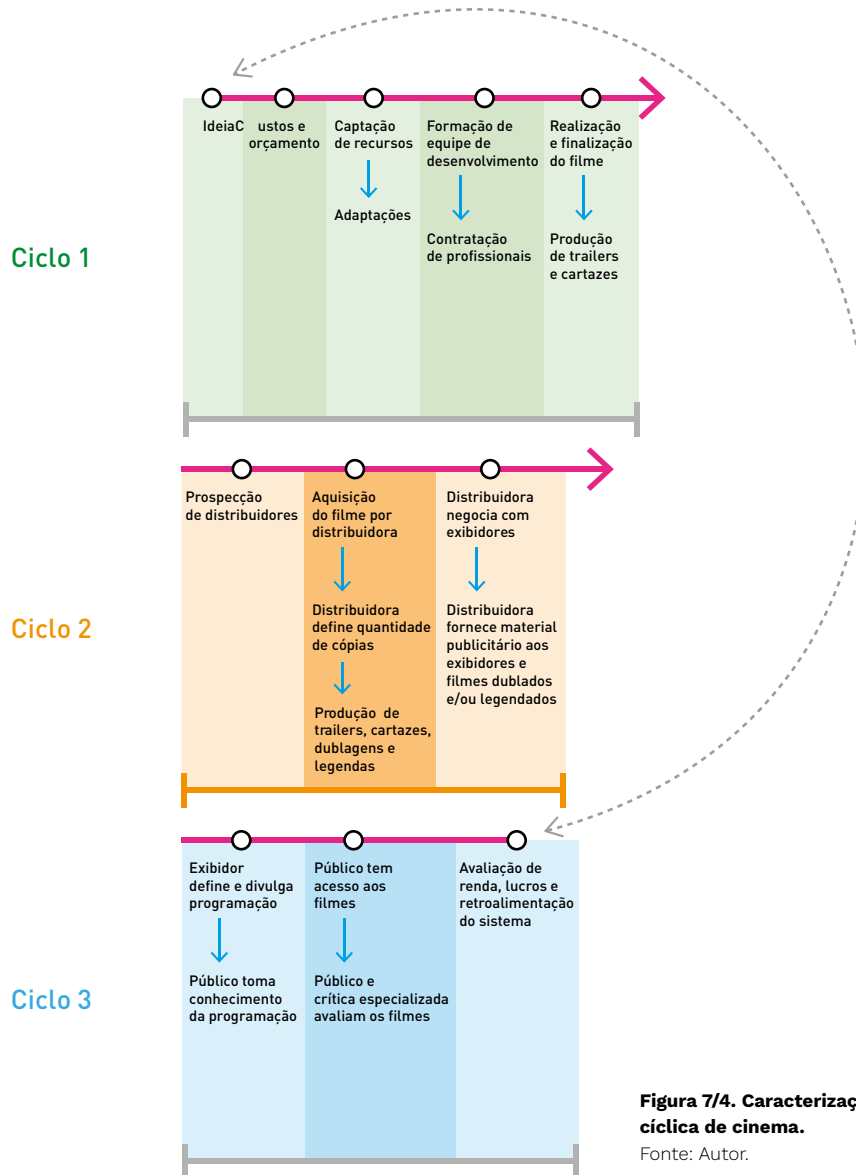 Ciclo 1
IdeiaC
ustos e
orçamento
Captação
de recursos
Adaptações
Formação de
equipe de
desenvolvimento
Contratação
de profissionais
Realização
e finalização
do filme
Produção
de trailers
e cartazes
Ciclo 2
Prospecção
de distribuidores
Aquisição
do filme por
distribuidora
Distribuidora
define quantidade
de cópias
Produção de
trailers, cartazes,
dublagens e
legendas
Distribuidora
negocia com
exibidores
Distribuidora
fornece material
publicitário aos
exibidores e
filmes dublados
e/ou legendados
Ciclo 3
Exibidor
define e divulga
programação
Público toma
conhecimento
da programação
Público tem
acesso aos
filmes
Público e
crítica especializada
avaliam os filmes
Avaliação de
renda, lucros e
retroalimentação
do sistema
Figura 7/4. Caracterizaç
cíclica de cinema.
Fonte: Autor.